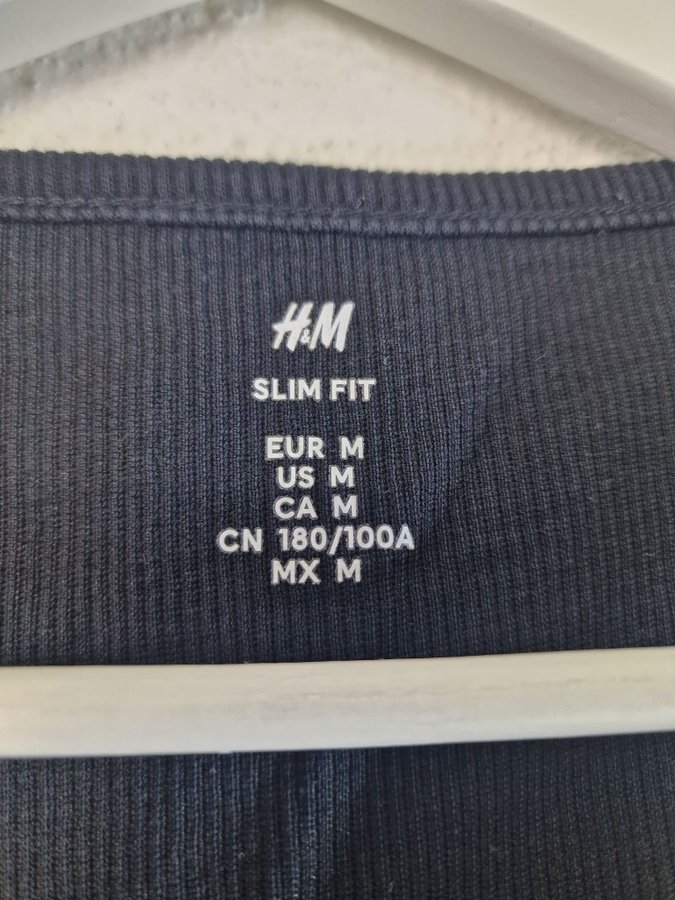 H&M
SLIM FIT
EUR M
US M
CA M
CN 180/100A
MX M